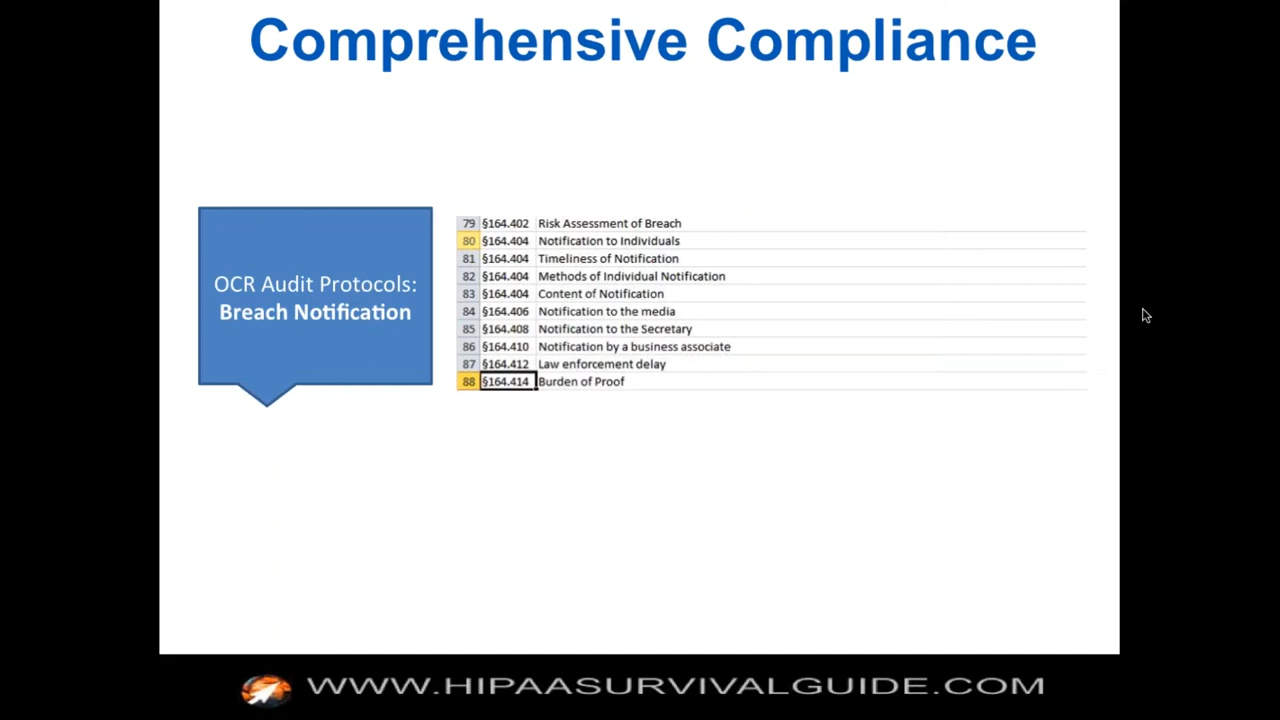 Comprehensive Compliance
OCR Audit Protocols:
Breach Notification
79 §164.402 Risk Assessment of Breach
80 §164.404 Notification to Individuals
81 §164.404 Timeliness of Notification
82 §164.404 Methods of Individual Notification
83 §164.404 Content of Notification
84 §164.406 Notification to the media
85 §164.408 Notification to the Secretary
86 §164.410 Notification by a business associate
87 §164.412 Law enforcement delay
88 §164.414 Burden of Proof
WWW.HIPAASURVIVALGUIDE.COM